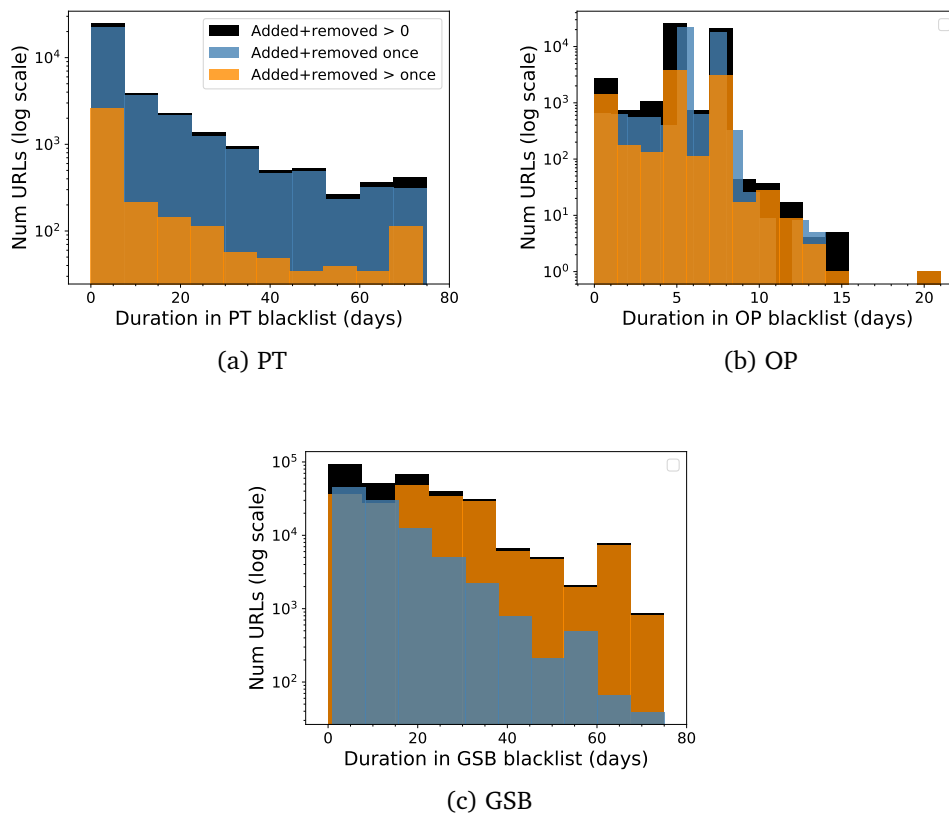 Num URLs (log scale)
10^4
10^3
10^2
Added+removed > 0
Added+removed once
Added+removed > once
0 20 40 60 80
Duration in PT blacklist (days)
(a) PT
Num URLs (log scale)
10^4
10^3
10^2
10^1
10^0
0 5 10 15 20
Duration in OP blacklist (days)
(b) OP
Num URLs (log scale)
10^5
10^4
10^3
10^2
0 20 40 60 80
Duration in GSB blacklist (days)
(c) GSB